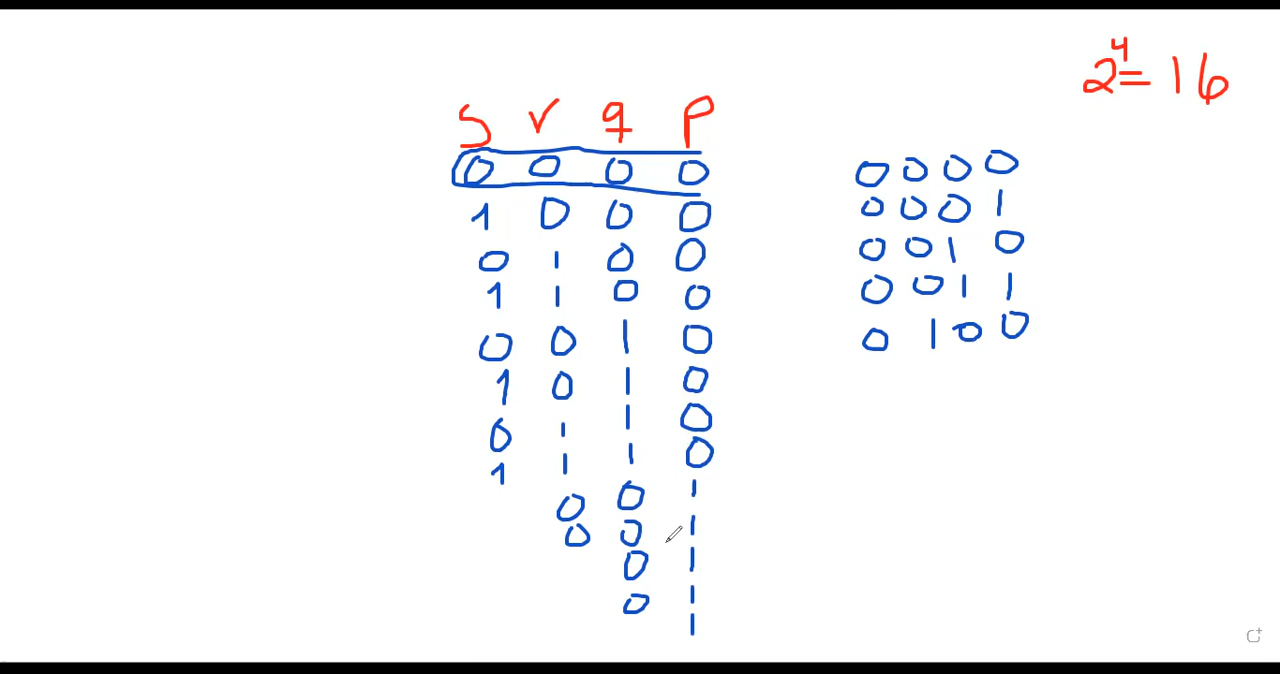 2^4 = 16
s r q p
0 0 0 0
1 0 0 0
0 1 0 0
1 1 0 0
0 0 1 0
1 0 1 0
0 1 1 0
1 1 1 0
0 0 1
0 0 1
0 1
0 1
1
0 0 0 0
0 0 0 1
0 0 1 0
0 0 1 1
0 1 0 0